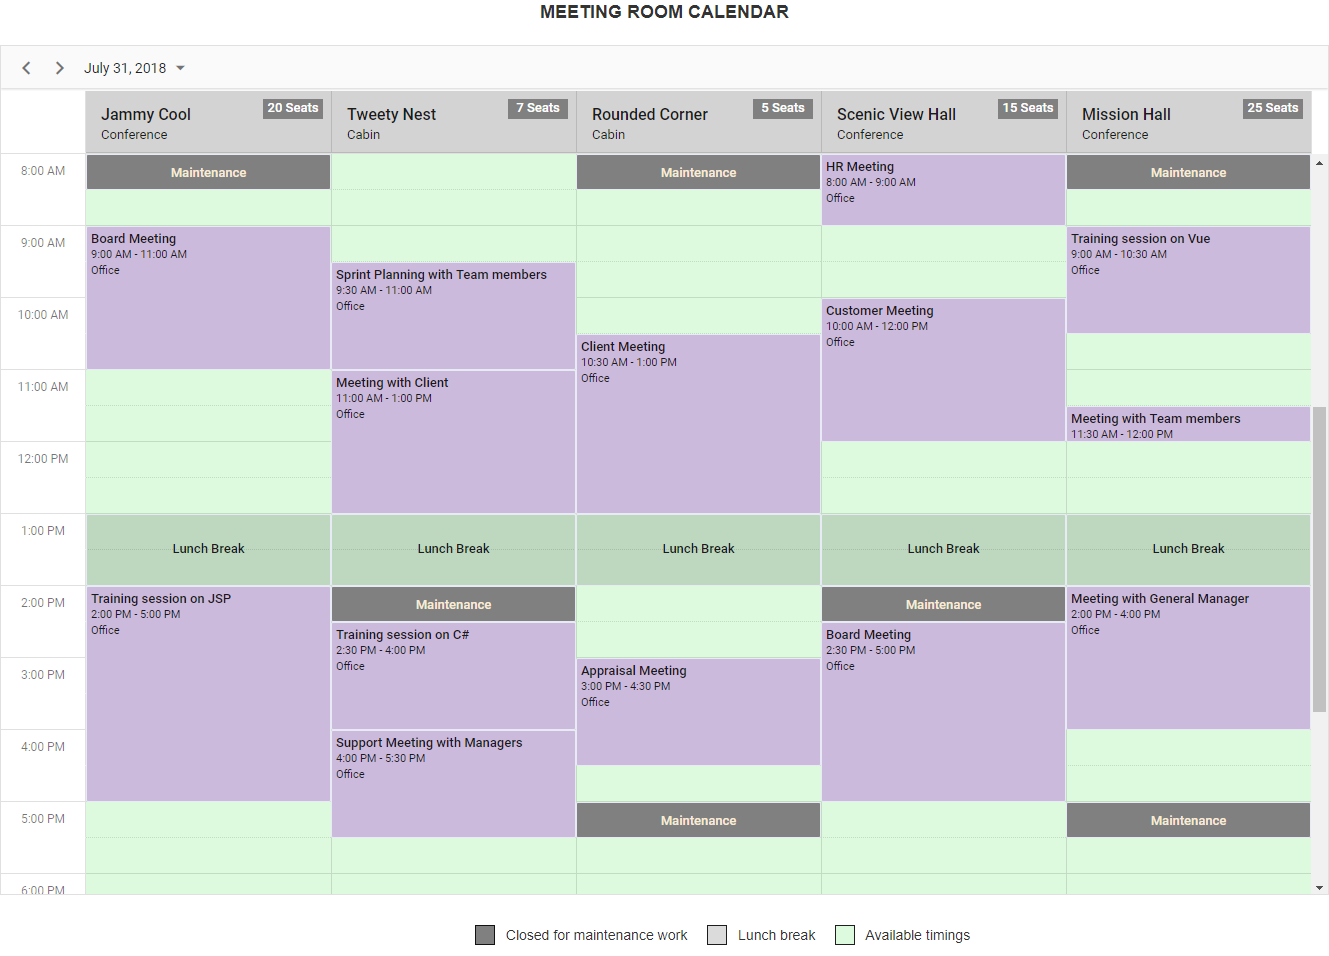 MEETING ROOM CALENDAR
July 31, 2018
Jammy Cool
Conference
20 Seats
Tweety Nest
Cabin
7 Seats
Rounded Corner
Cabin
5 Seats
Scenic View Hall
Conference
15 Seats
Mission Hall
Conference
25 Seats
8:00 AM
9:00 AM
10:00 AM
11:00 AM
12:00 PM
1:00 PM
2:00 PM
3:00 PM
4:00 PM
5:00 PM
6:00 PM
Maintenance
Board Meeting
9:00 AM - 11:00 AM
Office
Lunch Break
Training session on JSP
2:00 PM - 5:00 PM
Office
Sprint Planning with Team members
9:30 AM - 11:00 AM
Office
Meeting with Client
11:00 AM - 1:00 PM
Office
Lunch Break
Maintenance
Training session on C#
2:30 PM - 4:00 PM
Office
Support Meeting with Managers
4:00 PM - 5:30 PM
Office
Maintenance
Client Meeting
10:30 AM - 1:00 PM
Office
Lunch Break
Appraisal Meeting
3:00 PM - 4:30 PM
Office
Maintenance
HR Meeting
8:00 AM - 9:00 AM
Office
Customer Meeting
10:00 AM - 12:00 PM
Office
Lunch Break
Maintenance
Board Meeting
2:30 PM - 5:00 PM
Office
Maintenance
Training session on Vue
9:00 AM - 10:30 AM
Office
Meeting with Team members
11:30 AM - 12:00 PM
Lunch Break
Meeting with General Manager
2:00 PM - 4:00 PM
Office
Maintenance
Closed for maintenance work
Lunch break
Available timings